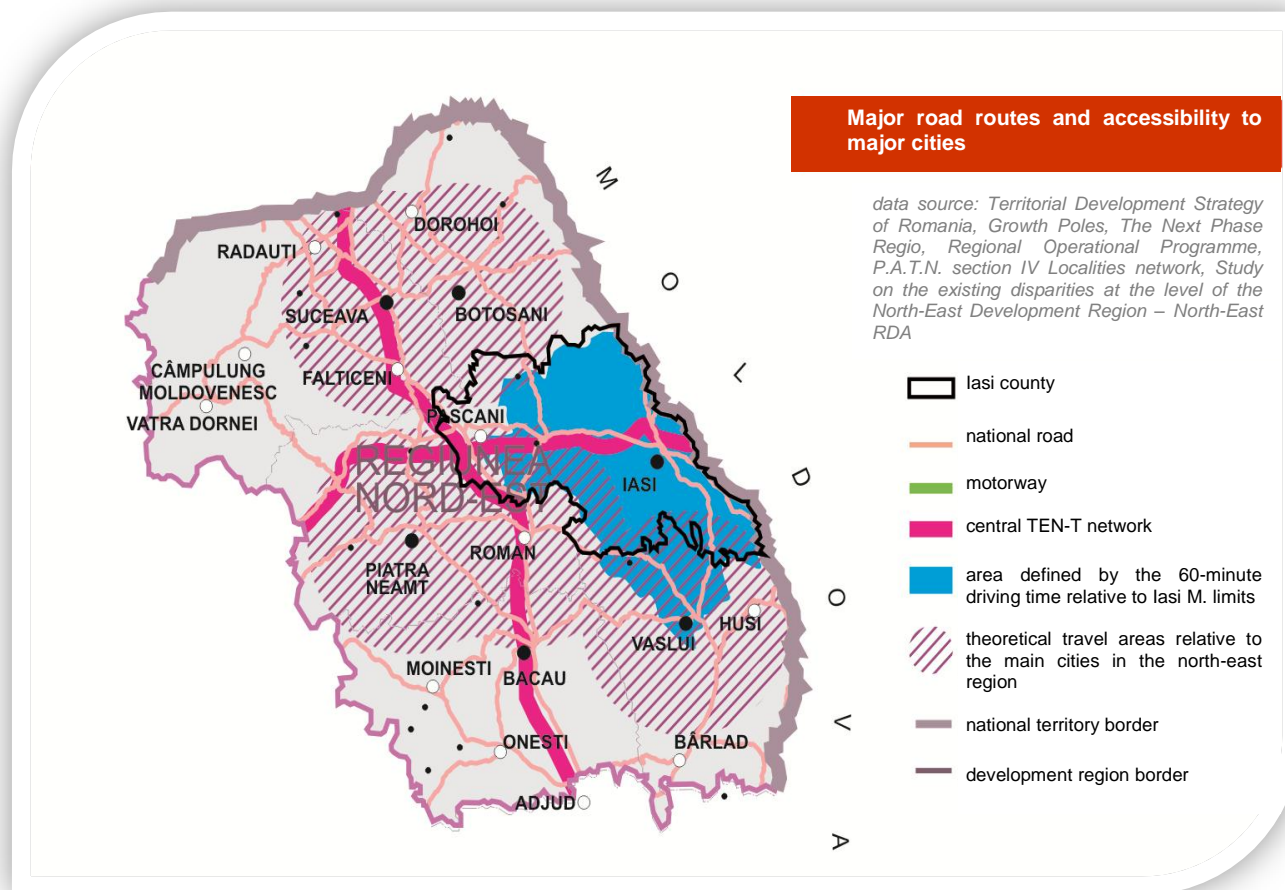 Major road routes and accessibility to
major cities
data source: Territorial Development Strategy
of Romania, Growth Poles, The Next Phase
Regio, Regional Operational Programme,
P.A.T.N. section IV Localities network, Study
on the existing disparities at the level of the
North-East Development Region – North-East
RDA
Iasi county
national road
motorway
central TEN-T network
area defined by the 60-minute
driving time relative to Iasi M. limits
theoretical travel areas relative to
the main cities in the north-east
region
national territory border
development region border
M O L D O V A
DOROHOI
RADAUTI
SUCEAVA
BOTOSANI
CÂMPULUNG
MOLDOVENESC
FALTICENI
VATRA DORNEI
PASCANI
REGIUNEA
NORD-EST
IASI
ROMAN
PIATRA
NEAMT
HUSI
VASLUI
MOINESTI
BACAU
ONESTI
BÂRLAD
ADJUD